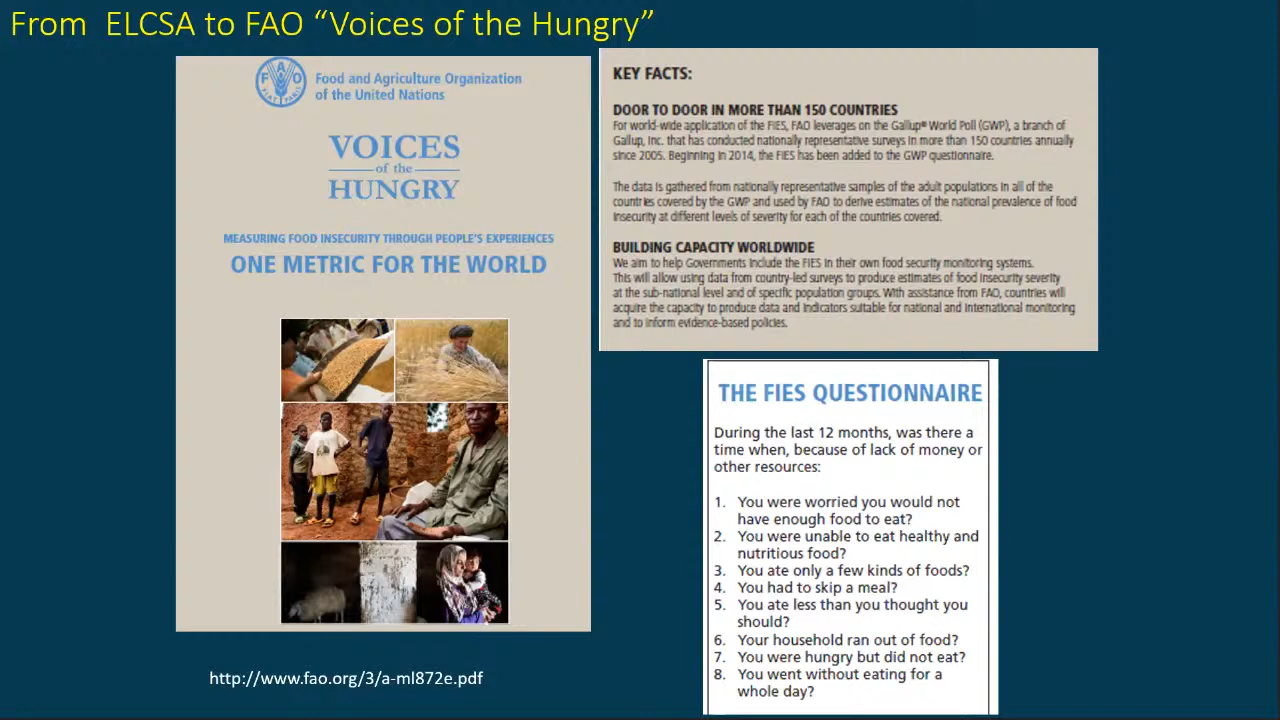 From ELCSA to FAO “Voices of the Hungry”
FAO
FIAT PANIS
Food and Agriculture Organization
of the United Nations
VOICES
of the
HUNGRY
MEASURING FOOD INSECURITY THROUGH PEOPLE'S EXPERIENCES
ONE METRIC FOR THE WORLD
http://www.fao.org/3/a-ml872e.pdf
KEY FACTS:
DOOR TO DOOR IN MORE THAN 150 COUNTRIES
For world-wide application of the FIES, FAO leverages on the Gallup® World Poll (GWP), a branch of
Gallup, Inc. that has conducted nationally representative surveys in more than 150 countries annually
since 2005. Beginning in 2014, the FIES has been added to the GWP questionnaire.
The data is gathered from nationally representative samples of the adult populations in all of the
countries covered by the GWP and used by FAO to derive estimates of the national prevalence of food
insecurity at different levels of severity for each of the countries covered.
BUILDING CAPACITY WORLDWIDE
We aim to help Governments include the FIES in their own food security monitoring systems.
This will allow using data from country-led surveys to produce estimates of food insecurity severity
at the sub-national level and of specific population groups. With assistance from FAO, countries will
acquire the capacity to produce data and indicators suitable for national and international monitoring
and to inform evidence-based policies.
THE FIES QUESTIONNAIRE
During the last 12 months, was there a
time when, because of lack of money or
other resources:
1. You were worried you would not
have enough food to eat?
2. You were unable to eat healthy and
nutritious food?
3. You ate only a few kinds of foods?
4. You had to skip a meal?
5. You ate less than you thought you
should?
6. Your household ran out of food?
7. You were hungry but did not eat?
8. You went without eating for a
whole day?